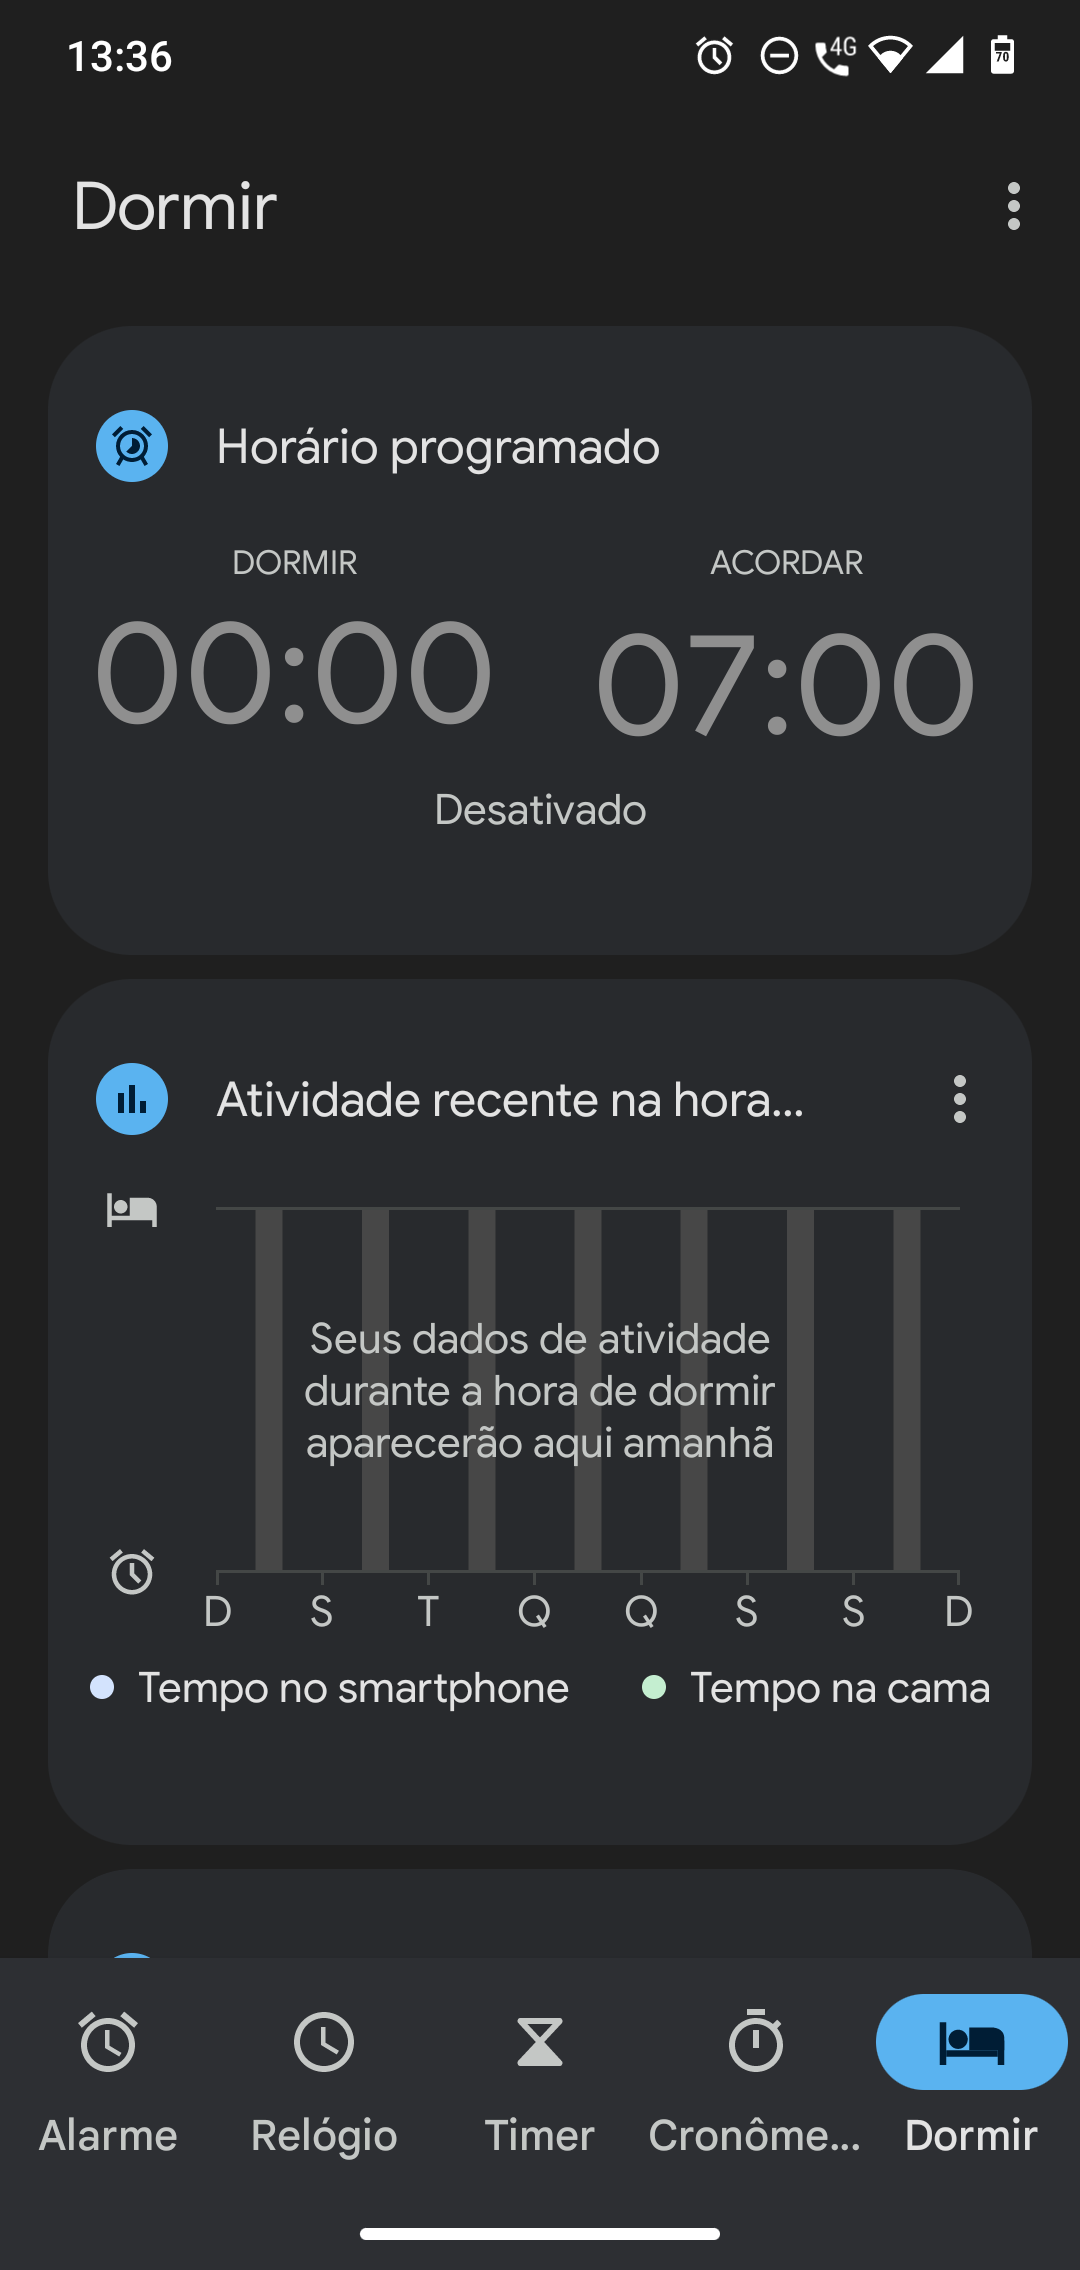 13:36
4G
70
Dormir
Horário programado
DORMIR
ACORDAR
00:00
07:00
Desativado
Atividade recente na hora...
Seus dados de atividade
durante a hora de dormir
aparecerão aqui amanhã
D S T Q Q S S D
Tempo no smartphone
Tempo na cama
Alarme
Relógio
Timer
Cronôme...
Dormir